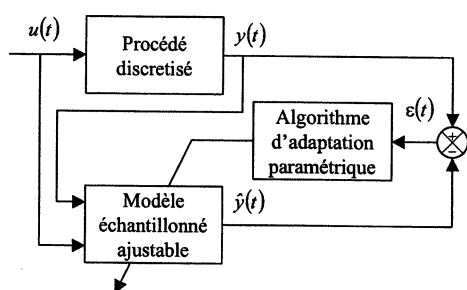 u(t)
Procédé
discretisé
y(t)
Algorithme
d'adaptation
paramétrique
ε(t)
+
−
Modèle
échantillonné
ajustable
ŷ(t)